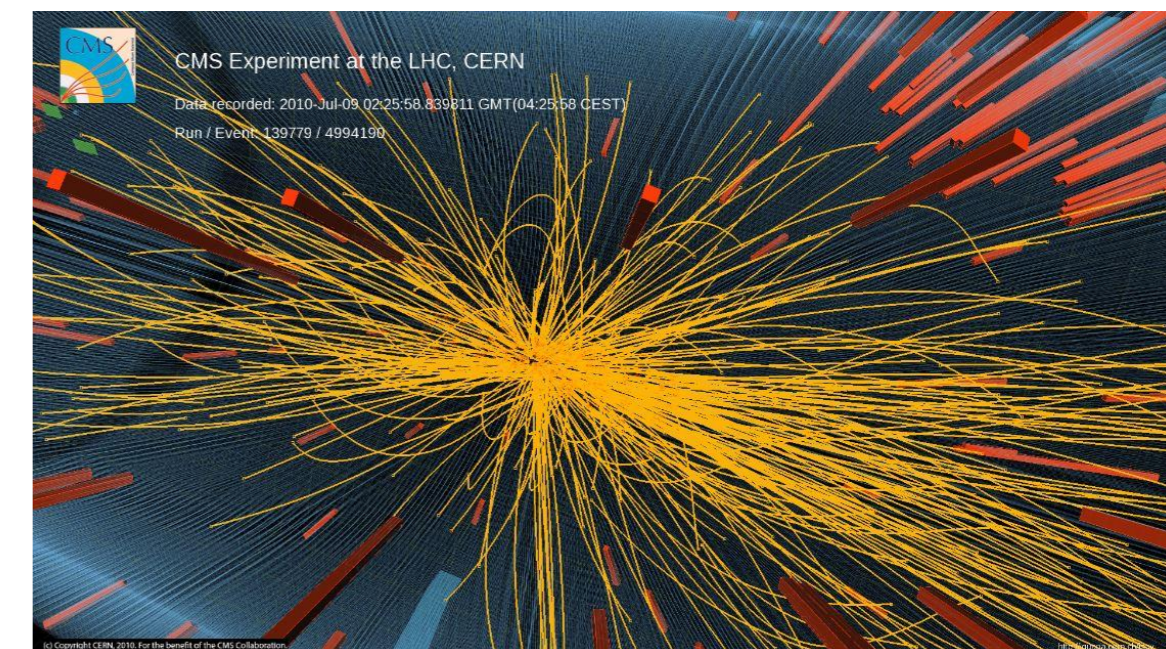 CMS
CMS Experiment at the LHC, CERN
Data recorded: 2010-Jul-09 02:25:58.839811 GMT(04:25:58 CEST)
Run / Event: 139779 / 4994190
(c) Copyright CERN, 2010. For the benefit of the CMS Collaboration.